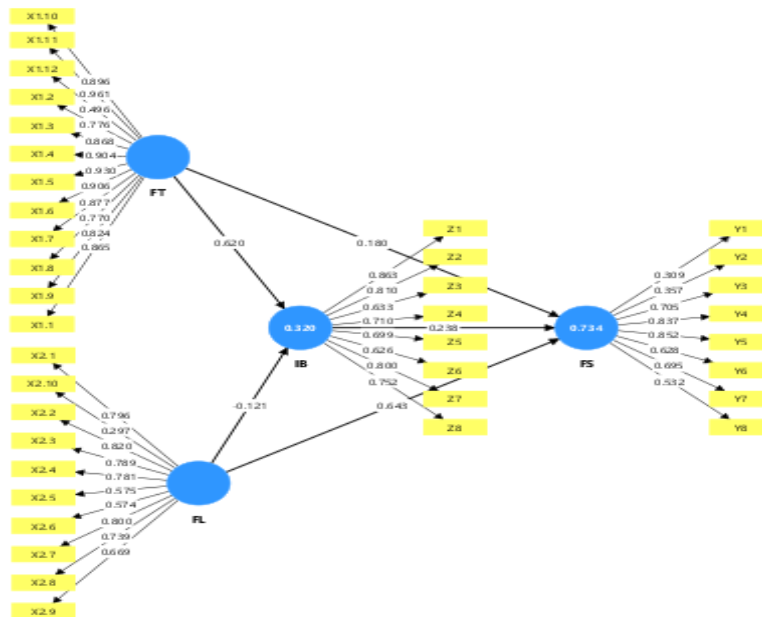 X1.10
X1.11
X1.12
X1.2
X1.3
X1.4
X1.5
X1.6
X1.7
X1.8
X1.9
X1.1
0.896
0.961
0.496
0.776
0.868
0.904
0.930
0.906
0.877
0.770
0.824
0.865
FT
0.620
0.180
X2.1
X2.10
X2.2
X2.3
X2.4
X2.5
X2.6
X2.7
X2.8
X2.9
0.796
0.297
0.820
0.789
0.781
0.575
0.574
0.800
0.739
0.669
FL
-0.121
0.643
0.320
IB
0.863
0.810
0.633
0.710
0.238
0.699
0.626
0.800
0.752
Z1
Z2
Z3
Z4
Z5
Z6
Z7
Z8
0.734
FS
0.309
0.357
0.705
0.837
0.852
0.628
0.695
0.532
Y1
Y2
Y3
Y4
Y5
Y6
Y7
Y8